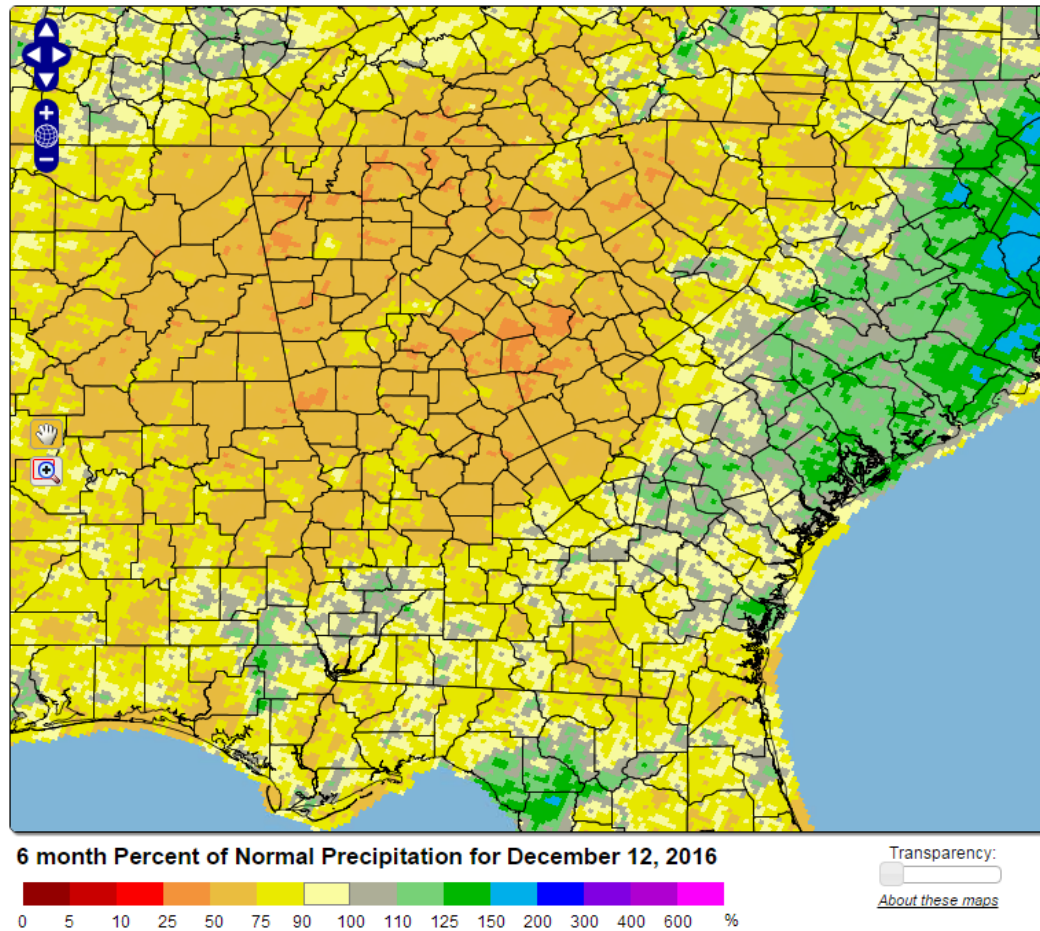 +
−
6 month Percent of Normal Precipitation for December 12, 2016
Transparency:
0 5 10 25 50 75 90 100 110 125 150 200 300 400 600 %
About these maps